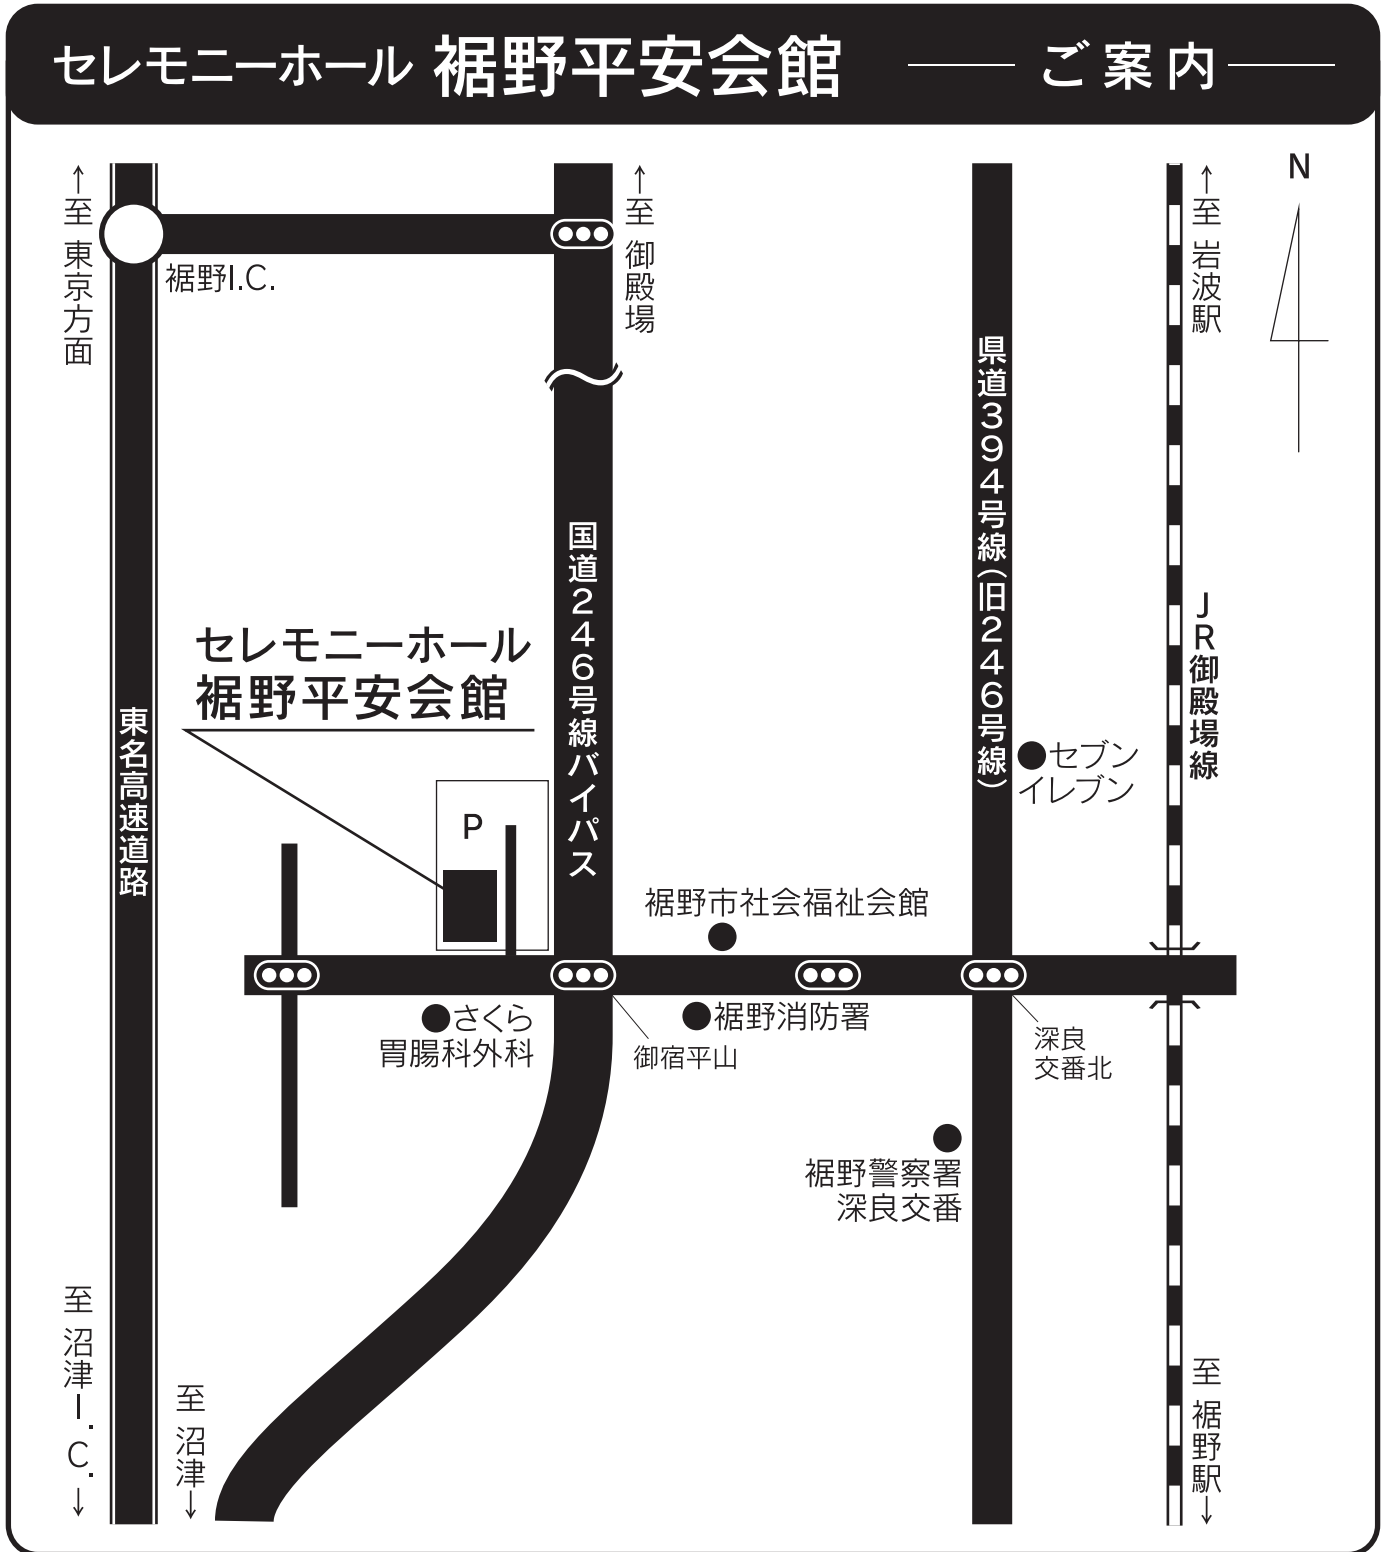 セレモニーホール 裾野平安会館 ご案内
N
至 東京方面
裾野I.C.
至 御殿場
至 岩波駅
県道394号線(旧246号線)
国道246号線バイパス
JR御殿場線
セレモニーホール
裾野平安会館
東名高速道路
セブン
イレブン
P
裾野市社会福祉会館
さくら
胃腸科外科
裾野消防署
御宿平山
深良
交番北
裾野警察署
深良交番
至 沼津I.C.
至 沼津
至 裾野駅